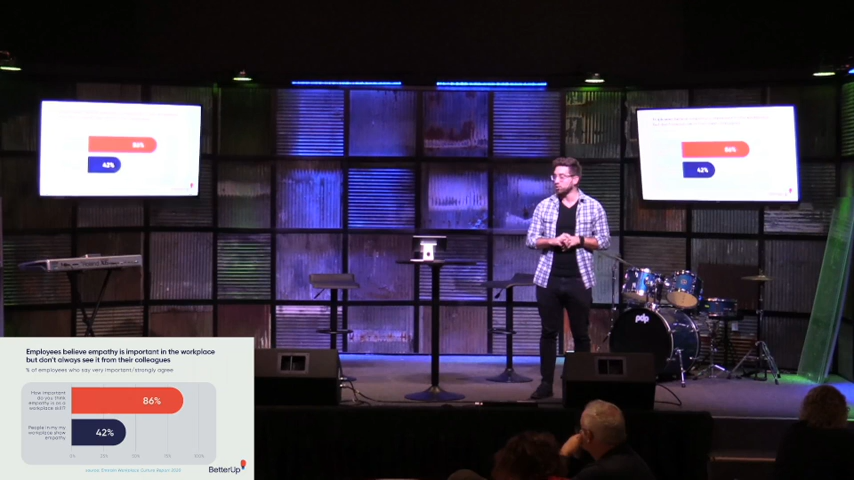 86%
42%
86%
42%
pdp
Employees believe empathy is important in the workplace
but don't always see it from their colleagues
% of employees who say very important/strongly agree
How important
do you think
empathy is as a
workplace skill?
86%
People in my
workplace show
empathy
42%
0%
25%
50%
75%
100%
BetterUp